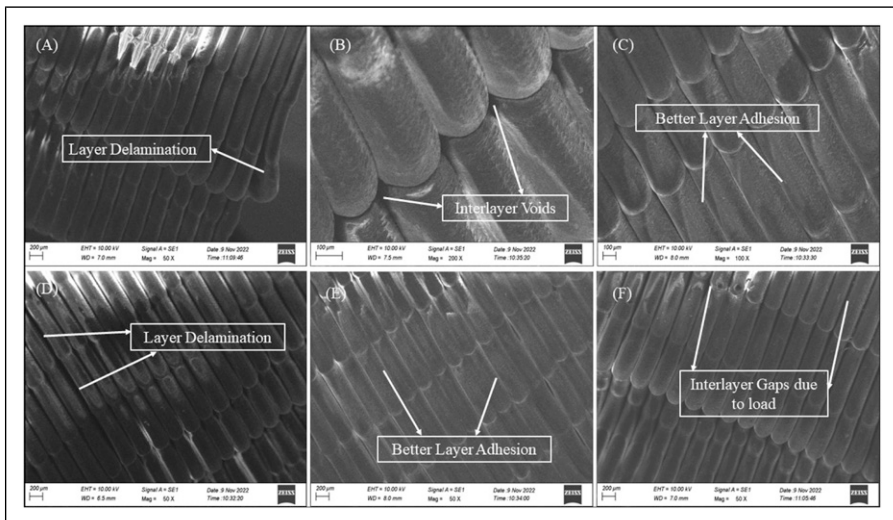 (A)
Layer Delamination
200 µm
EHT = 10.00 kV
Signal A = SE1
Date :9 Nov 2022
WD = 7.0 mm
Mag = 50 X
Time :11:09:46
ZEISS
(B)
Interlayer Voids
100 µm
EHT = 10.00 kV
Signal A = SE1
Date :9 Nov 2022
WD = 7.5 mm
Mag = 200 X
Time :10:35:20
ZEISS
(C)
Better Layer Adhesion
100 µm
EHT = 10.00 kV
Signal A = SE1
Date :9 Nov 2022
WD = 8.0 mm
Mag = 100 X
Time :10:33:30
ZEISS
(D)
Layer Delamination
200 µm
EHT = 10.00 kV
Signal A = SE1
Date :9 Nov 2022
WD = 8.5 mm
Mag = 50 X
Time :10:32:20
ZEISS
(E)
Better Layer Adhesion
200 µm
EHT = 10.00 kV
Signal A = SE1
Date :9 Nov 2022
WD = 8.0 mm
Mag = 50 X
Time :10:34:00
ZEISS
(F)
Interlayer Gaps due
to load
200 µm
EHT = 10.00 kV
Signal A = SE1
Date :9 Nov 2022
WD = 7.0 mm
Mag = 50 X
Time :11:05:46
ZEISS